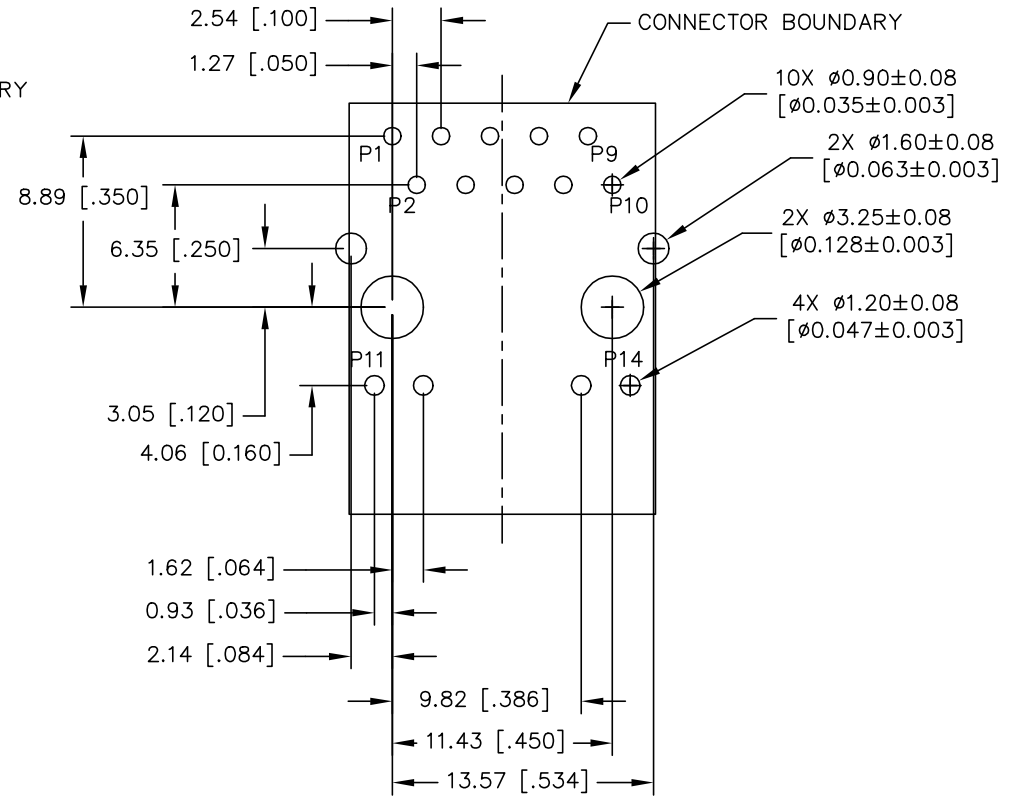 2.54 [.100]
CONNECTOR BOUNDARY
1.27 [.050]
RY
10X ø0.90±0.08
[ø0.035±0.003]
P1
P9
2X ø1.60±0.08
[ø0.063±0.003]
8.89 [.350]
P2
P10
2X ø3.25±0.08
[ø0.128±0.003]
6.35 [.250]
4X ø1.20±0.08
[ø0.047±0.003]
P11
P14
3.05 [.120]
4.06 [0.160]
1.62 [.064]
0.93 [.036]
2.14 [.084]
9.82 [.386]
11.43 [.450]
13.57 [.534]